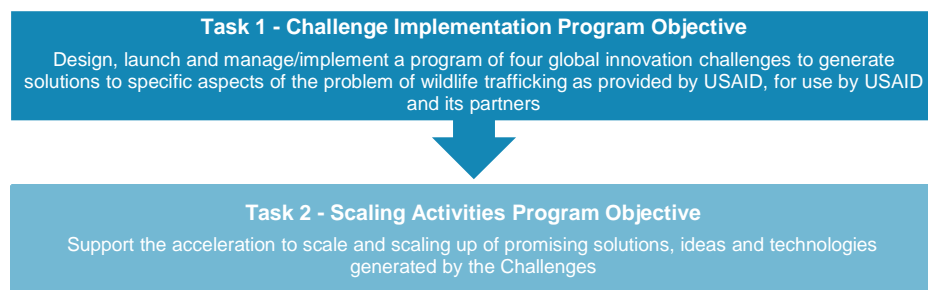 Task 1 - Challenge Implementation Program Objective
Design, launch and manage/implement a program of four global innovation challenges to generate
solutions to specific aspects of the problem of wildlife trafficking as provided by USAID, for use by USAID
and its partners
Task 2 - Scaling Activities Program Objective
Support the acceleration to scale and scaling up of promising solutions, ideas and technologies
generated by the Challenges